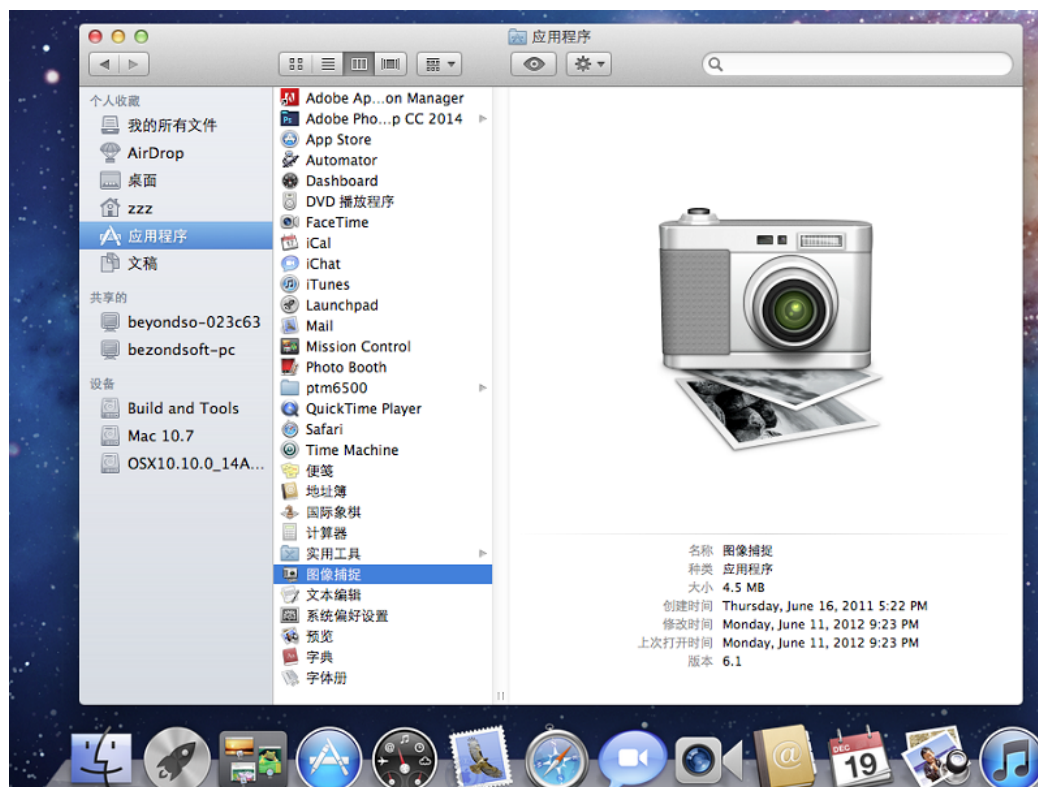 应用程序
个人收藏
我的所有文件
AirDrop
桌面
zzz
应用程序
文稿
共享的
beyondso-023c63
bezondsoft-pc
设备
Build and Tools
Mac 10.7
OSX10.10.0_14A...
Adobe Ap...on Manager
Adobe Pho...p CC 2014
App Store
Automator
Dashboard
DVD 播放程序
FaceTime
iCal
iChat
iTunes
Launchpad
Mail
Mission Control
Photo Booth
ptm6500
QuickTime Player
Safari
Time Machine
便笺
地址簿
国际象棋
计算器
实用工具
图像捕捉
文本编辑
系统偏好设置
预览
字典
字体册
名称 图像捕捉
种类 应用程序
大小 4.5 MB
创建时间 Thursday, June 16, 2011 5:22 PM
修改时间 Monday, June 11, 2012 9:23 PM
上次打开时间 Monday, June 11, 2012 9:23 PM
版本 6.1
DEC
19